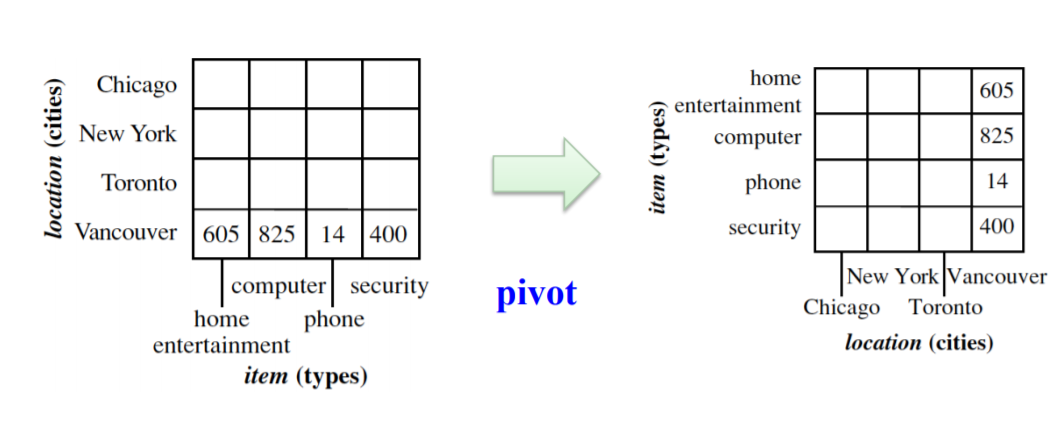 location (cities)
Chicago
New York
Toronto
Vancouver 605 825 14 400
computer security
home phone
entertainment
item (types)
pivot
item (types)
home
entertainment 605
computer 825
phone 14
security 400
New York Vancouver
Chicago Toronto
location (cities)